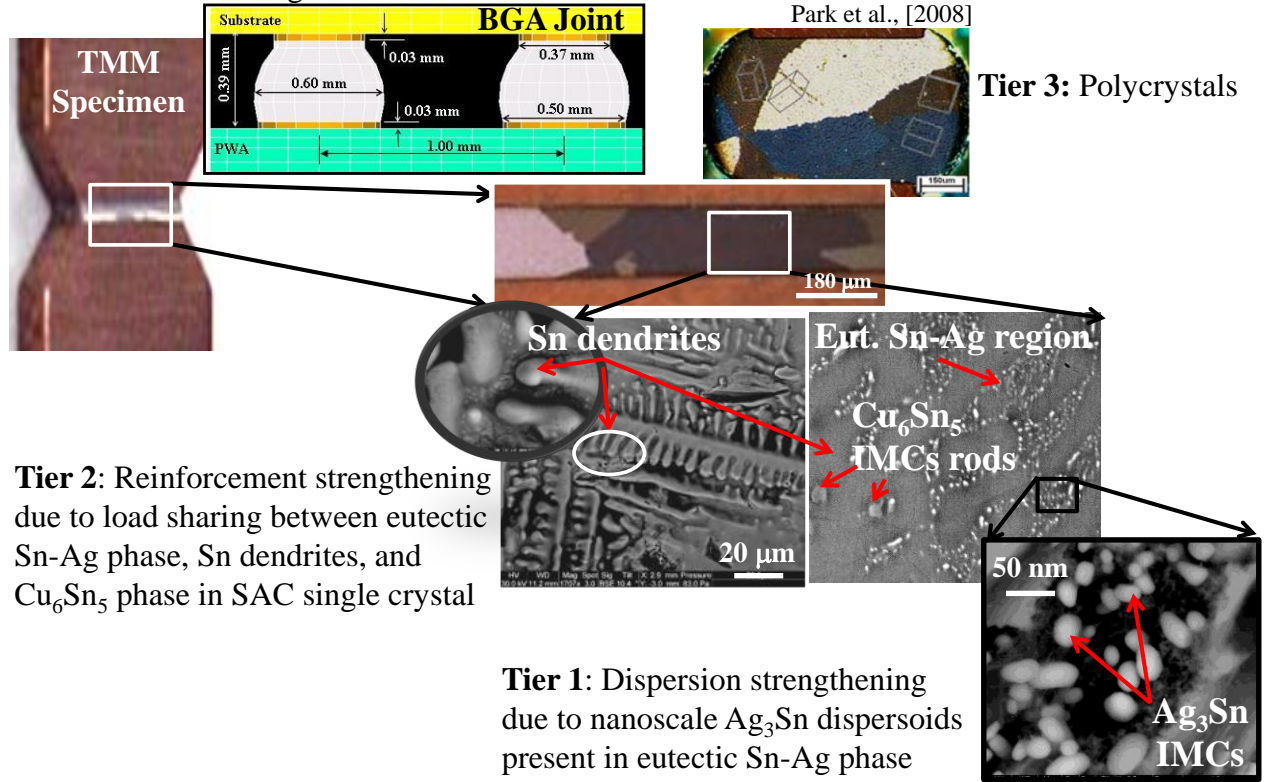 Substrate
BGA Joint
0.03 mm
0.37 mm
0.39 mm
0.60 mm
0.03 mm
0.50 mm
PWA
1.00 mm
TMM
Specimen
Park et al., [2008]
150um
Tier 3: Polycrystals
180 μm
Sn dendrites
Eut. Sn-Ag region
Cu₆Sn₅
IMCs rods
20 μm
Tier 2: Reinforcement strengthening
due to load sharing between eutectic
Sn-Ag phase, Sn dendrites, and
Cu₆Sn₅ phase in SAC single crystal
50 nm
Ag₃Sn
IMCs
Tier 1: Dispersion strengthening
due to nanoscale Ag₃Sn dispersoids
present in eutectic Sn-Ag phase